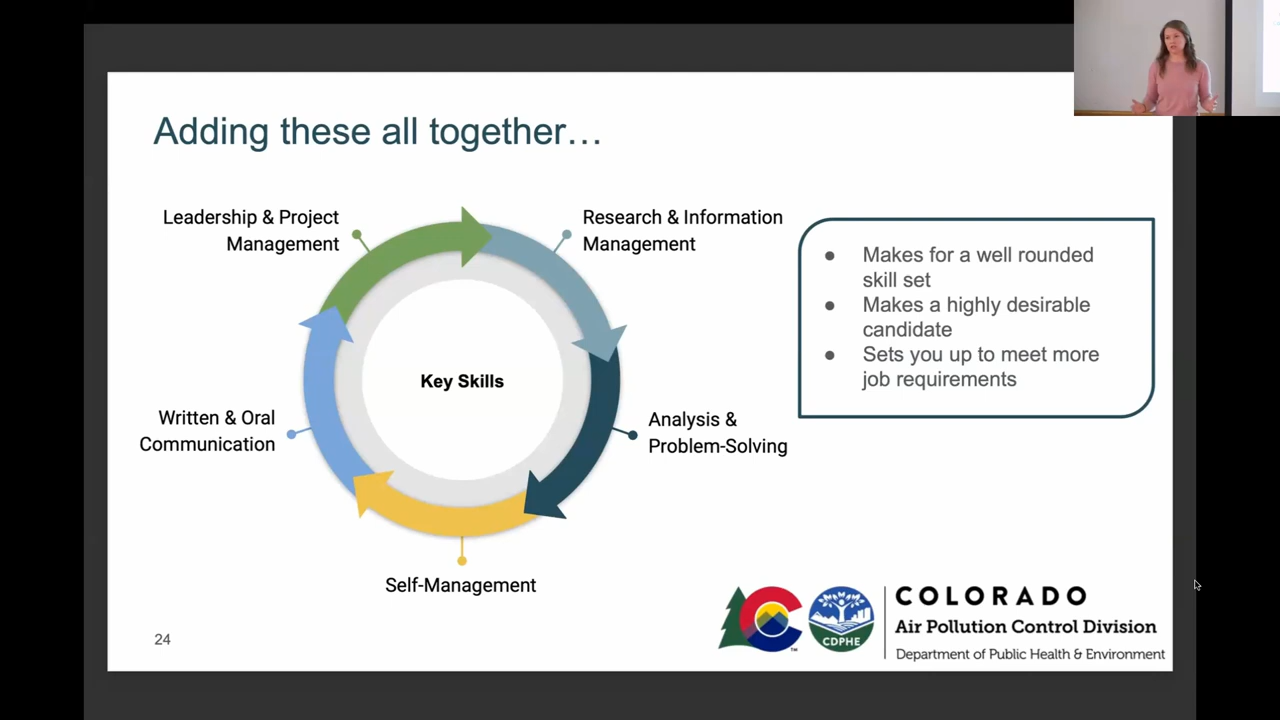 Adding these all together…
Leadership & Project
Management
Research & Information
Management
Key Skills
Written & Oral
Communication
Analysis &
Problem-Solving
Self-Management
● Makes for a well rounded
skill set
● Makes a highly desirable
candidate
● Sets you up to meet more
job requirements
24
CDPHE
TM
COLORADO
Air Pollution Control Division
Department of Public Health & Environment